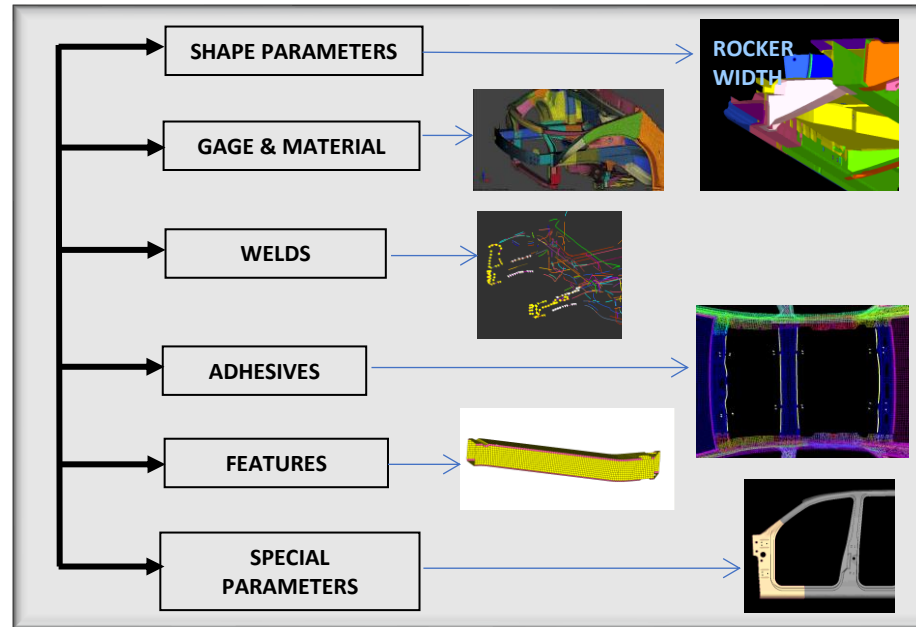 SHAPE PARAMETERS
ROCKER
WIDTH
GAGE & MATERIAL
WELDS
ADHESIVES
FEATURES
SPECIAL
PARAMETERS